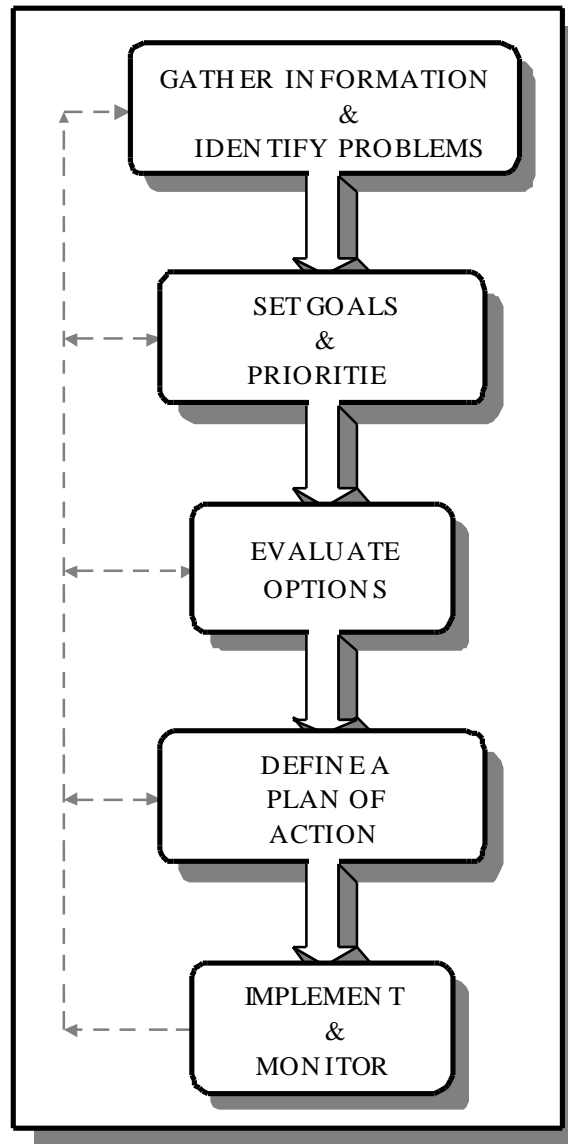 GATHER INFORMATION
&
IDENTIFY PROBLEMS
SET GOALS
&
PRIORITIE
EVALUATE
OPTIONS
DEFINE A
PLAN OF
ACTION
IMPLEMENT
&
MONITOR